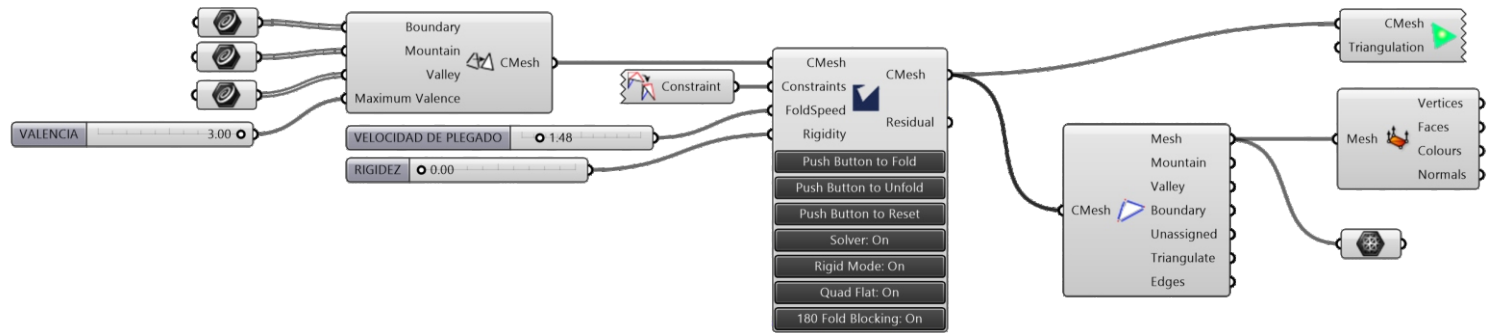 Boundary
Mountain
Valley
Maximum Valence
CMesh
VALENCIA 3.00
Constraint
VELOCIDAD DE PLEGADO 1.48
RIGIDEZ 0.00
CMesh
Constraints
FoldSpeed
Rigidity
CMesh
Residual
Push Button to Fold
Push Button to Unfold
Push Button to Reset
Solver: On
Rigid Mode: On
Quad Flat: On
180 Fold Blocking: On
CMesh
Mesh
Mountain
Valley
Boundary
Unassigned
Triangulate
Edges
CMesh
Triangulation
Mesh
Vertices
Faces
Colours
Normals